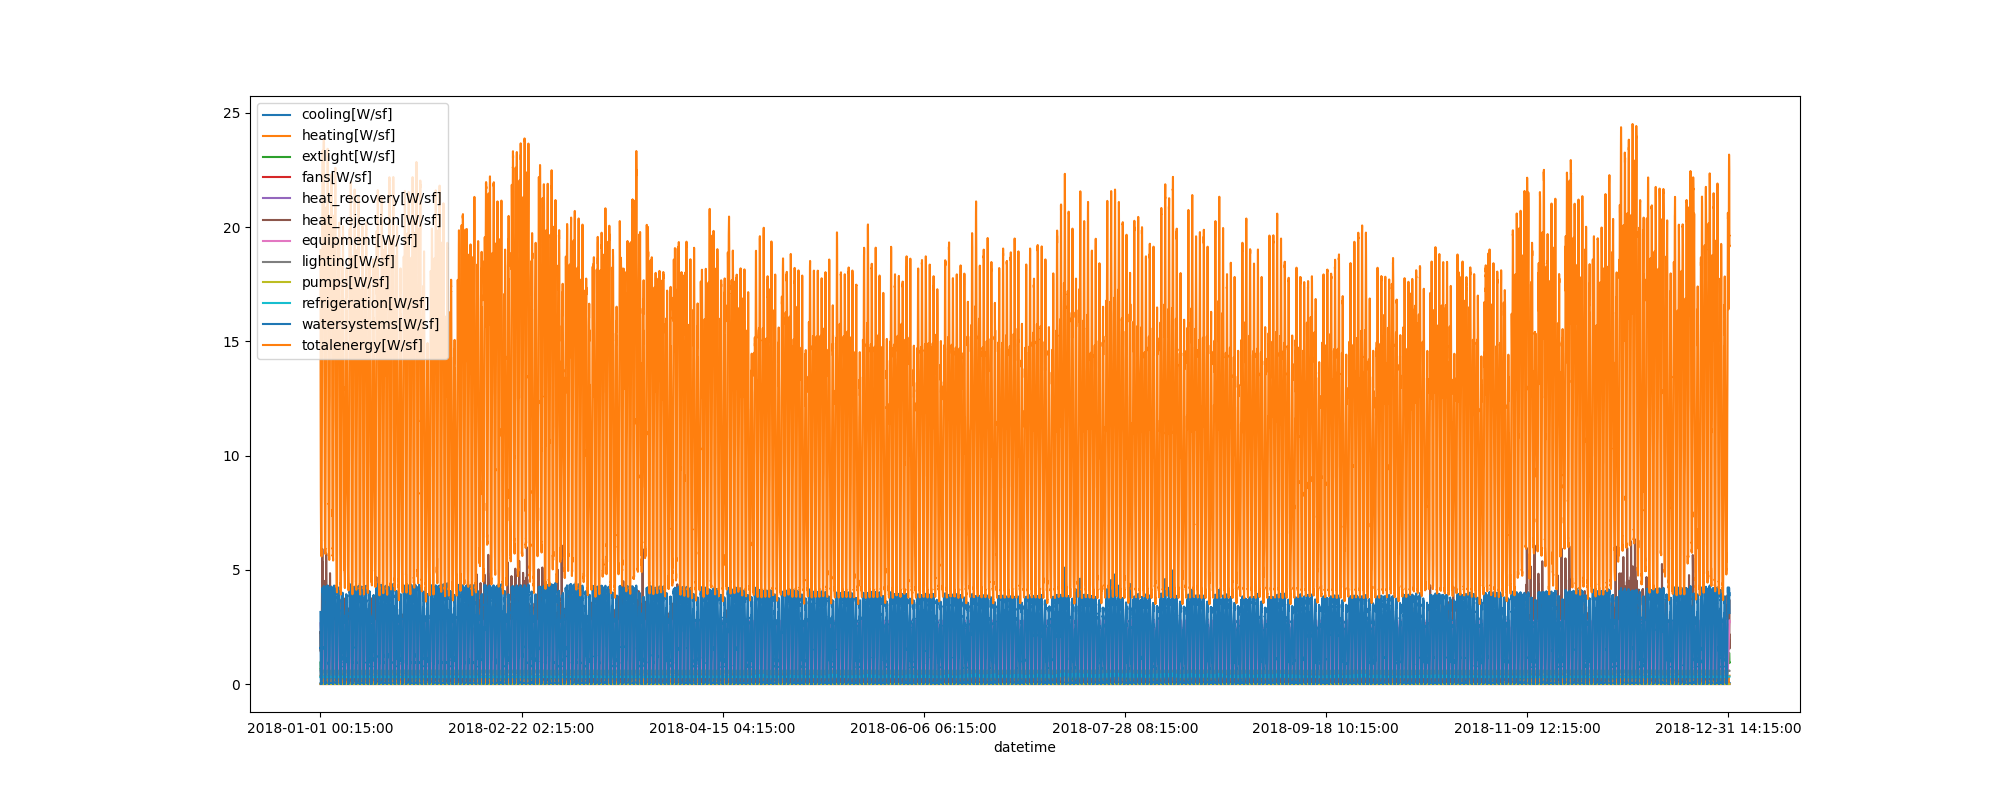 25
20
15
10
5
0
cooling[W/sf]
heating[W/sf]
extlight[W/sf]
fans[W/sf]
heat_recovery[W/sf]
heat_rejection[W/sf]
equipment[W/sf]
lighting[W/sf]
pumps[W/sf]
refrigeration[W/sf]
watersystems[W/sf]
totalenergy[W/sf]
2018-01-01 00:15:00 2018-02-22 02:15:00 2018-04-15 04:15:00 2018-06-06 06:15:00 2018-07-28 08:15:00 2018-09-18 10:15:00 2018-11-09 12:15:00 2018-12-31 14:15:00
datetime